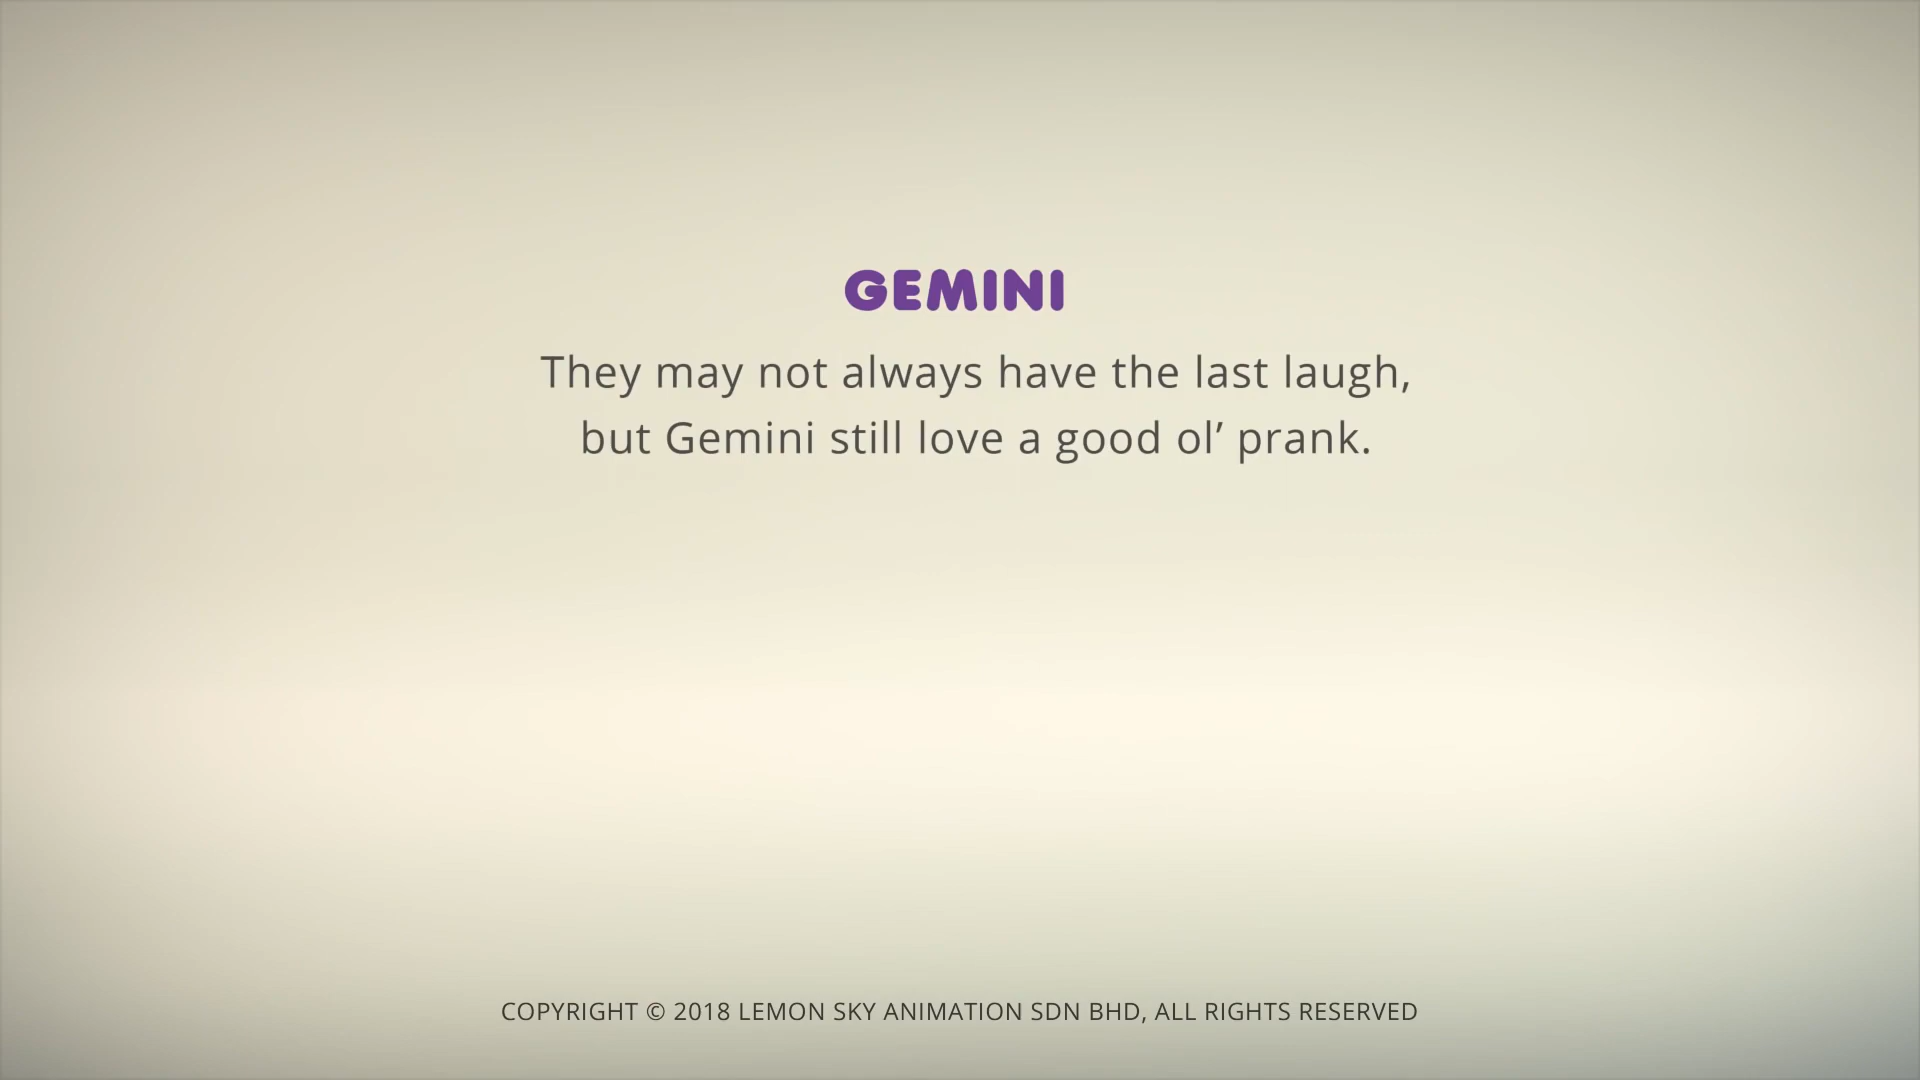 GEMINI
They may not always have the last laugh,
but Gemini still love a good ol’ prank.
COPYRIGHT © 2018 LEMON SKY ANIMATION SDN BHD, ALL RIGHTS RESERVED